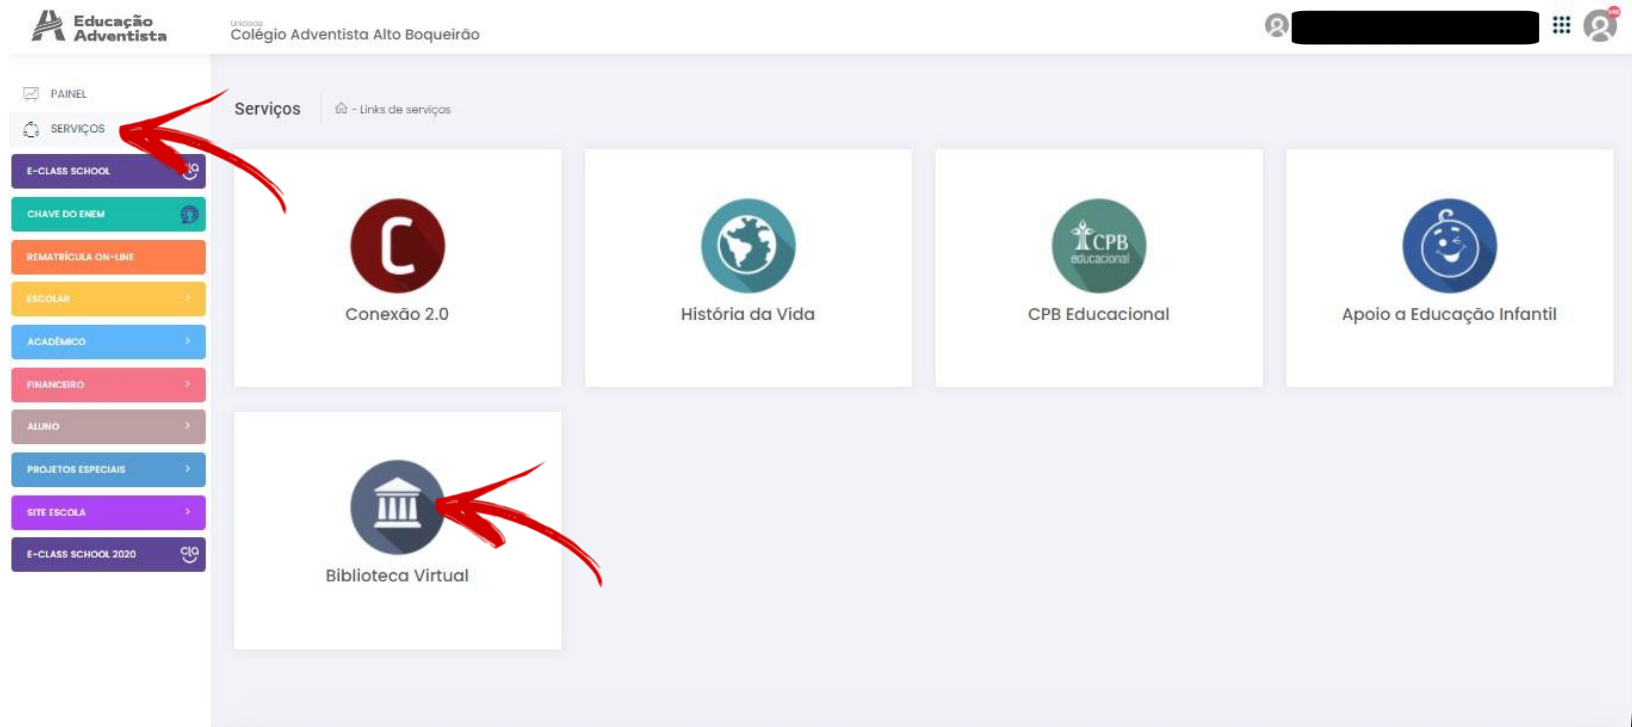 Educação
Adventista
Unidade
Colégio Adventista Alto Boqueirão
PAINEL
SERVIÇOS
Serviços
- Links de serviços
E-CLASS SCHOOL
cla
CHAVE DO ENEM
REMATRÍCULA ON-LINE
ESCOLAR
ACADÊMICO
FINANCEIRO
ALUNO
PROJETOS ESPECIAIS
SITE ESCOLA
E-CLASS SCHOOL 2020
cla
C
Conexão 2.0
História da Vida
CPB
educacional
CPB Educacional
Apoio a Educação Infantil
Biblioteca Virtual